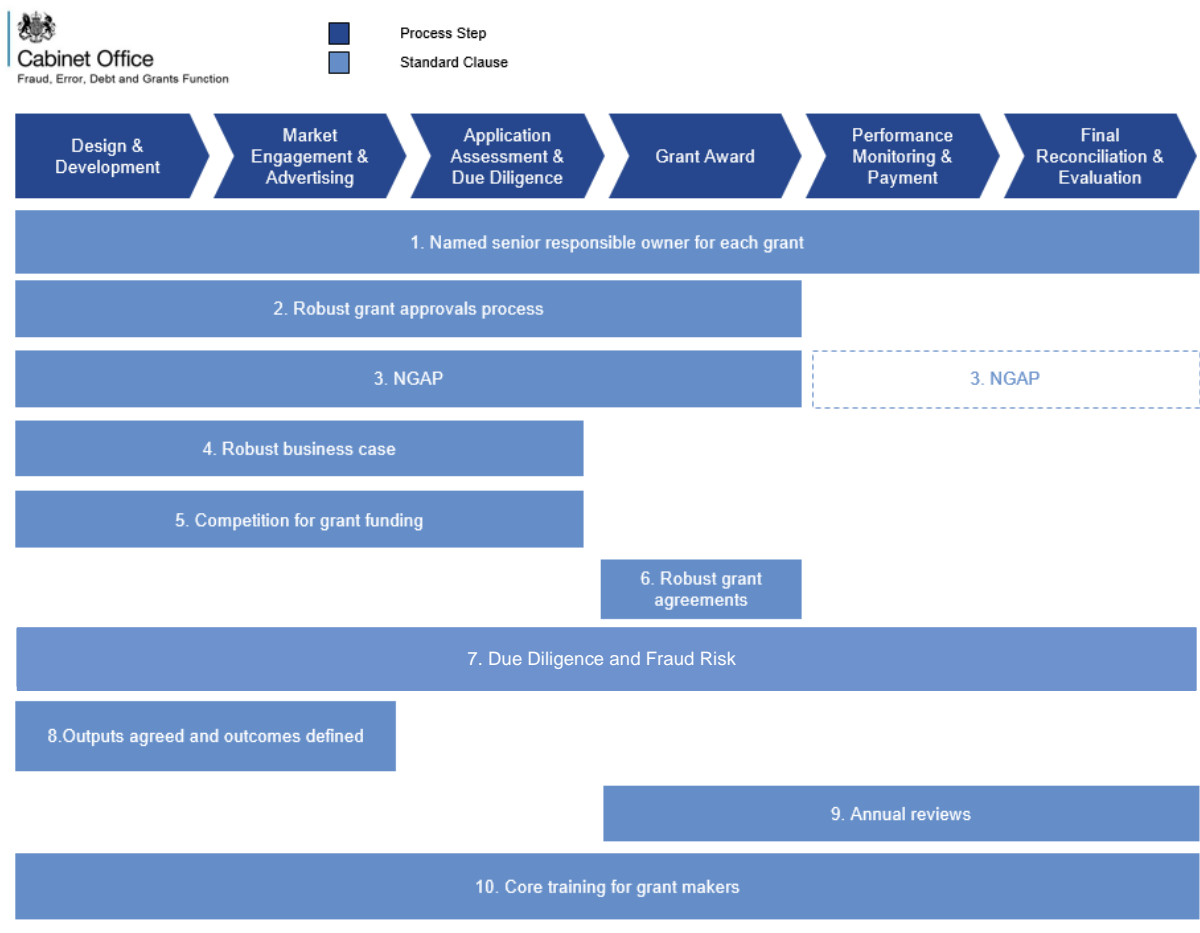 Cabinet Office
Fraud, Error, Debt and Grants Function
Process Step
Standard Clause
Design &
Development
Market
Engagement &
Advertising
Application
Assessment &
Due Diligence
Grant Award
Performance
Monitoring &
Payment
Final
Reconciliation &
Evaluation
1. Named senior responsible owner for each grant
2. Robust grant approvals process
3. NGAP
3. NGAP
4. Robust business case
5. Competition for grant funding
6. Robust grant
agreements
7. Due Diligence and Fraud Risk
8.Outputs agreed and outcomes defined
9. Annual reviews
10. Core training for grant makers